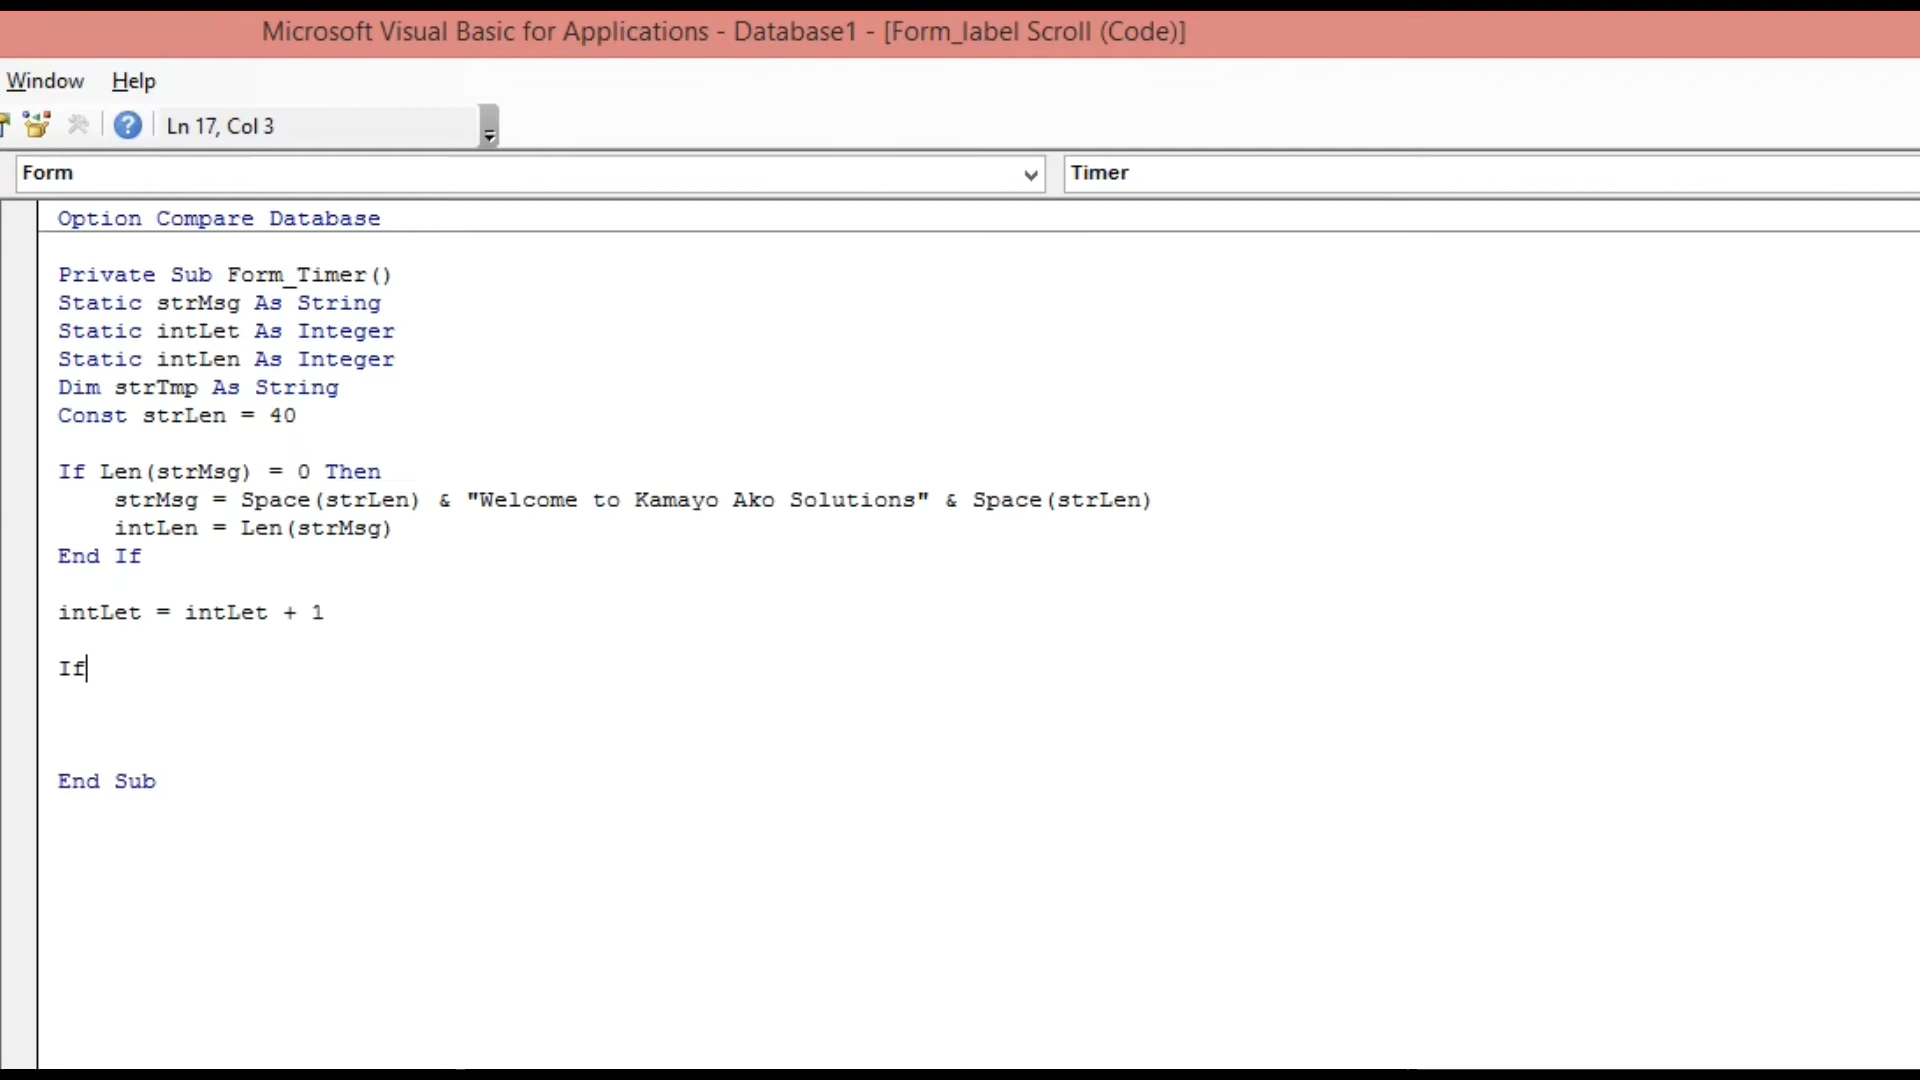 Microsoft Visual Basic for Applications - Database1 - [Form_label Scroll (Code)]
Window Help
Ln 17, Col 3
Form Timer
Option Compare Database
Private Sub Form_Timer()
Static strMsg As String
Static intLet As Integer
Static intLen As Integer
Dim strTmp As String
Const strLen = 40
If Len(strMsg) = 0 Then
    strMsg = Space(strLen) & "Welcome to Kamayo Ako Solutions" & Space(strLen)
    intLen = Len(strMsg)
End If
intLet = intLet + 1
If
End Sub